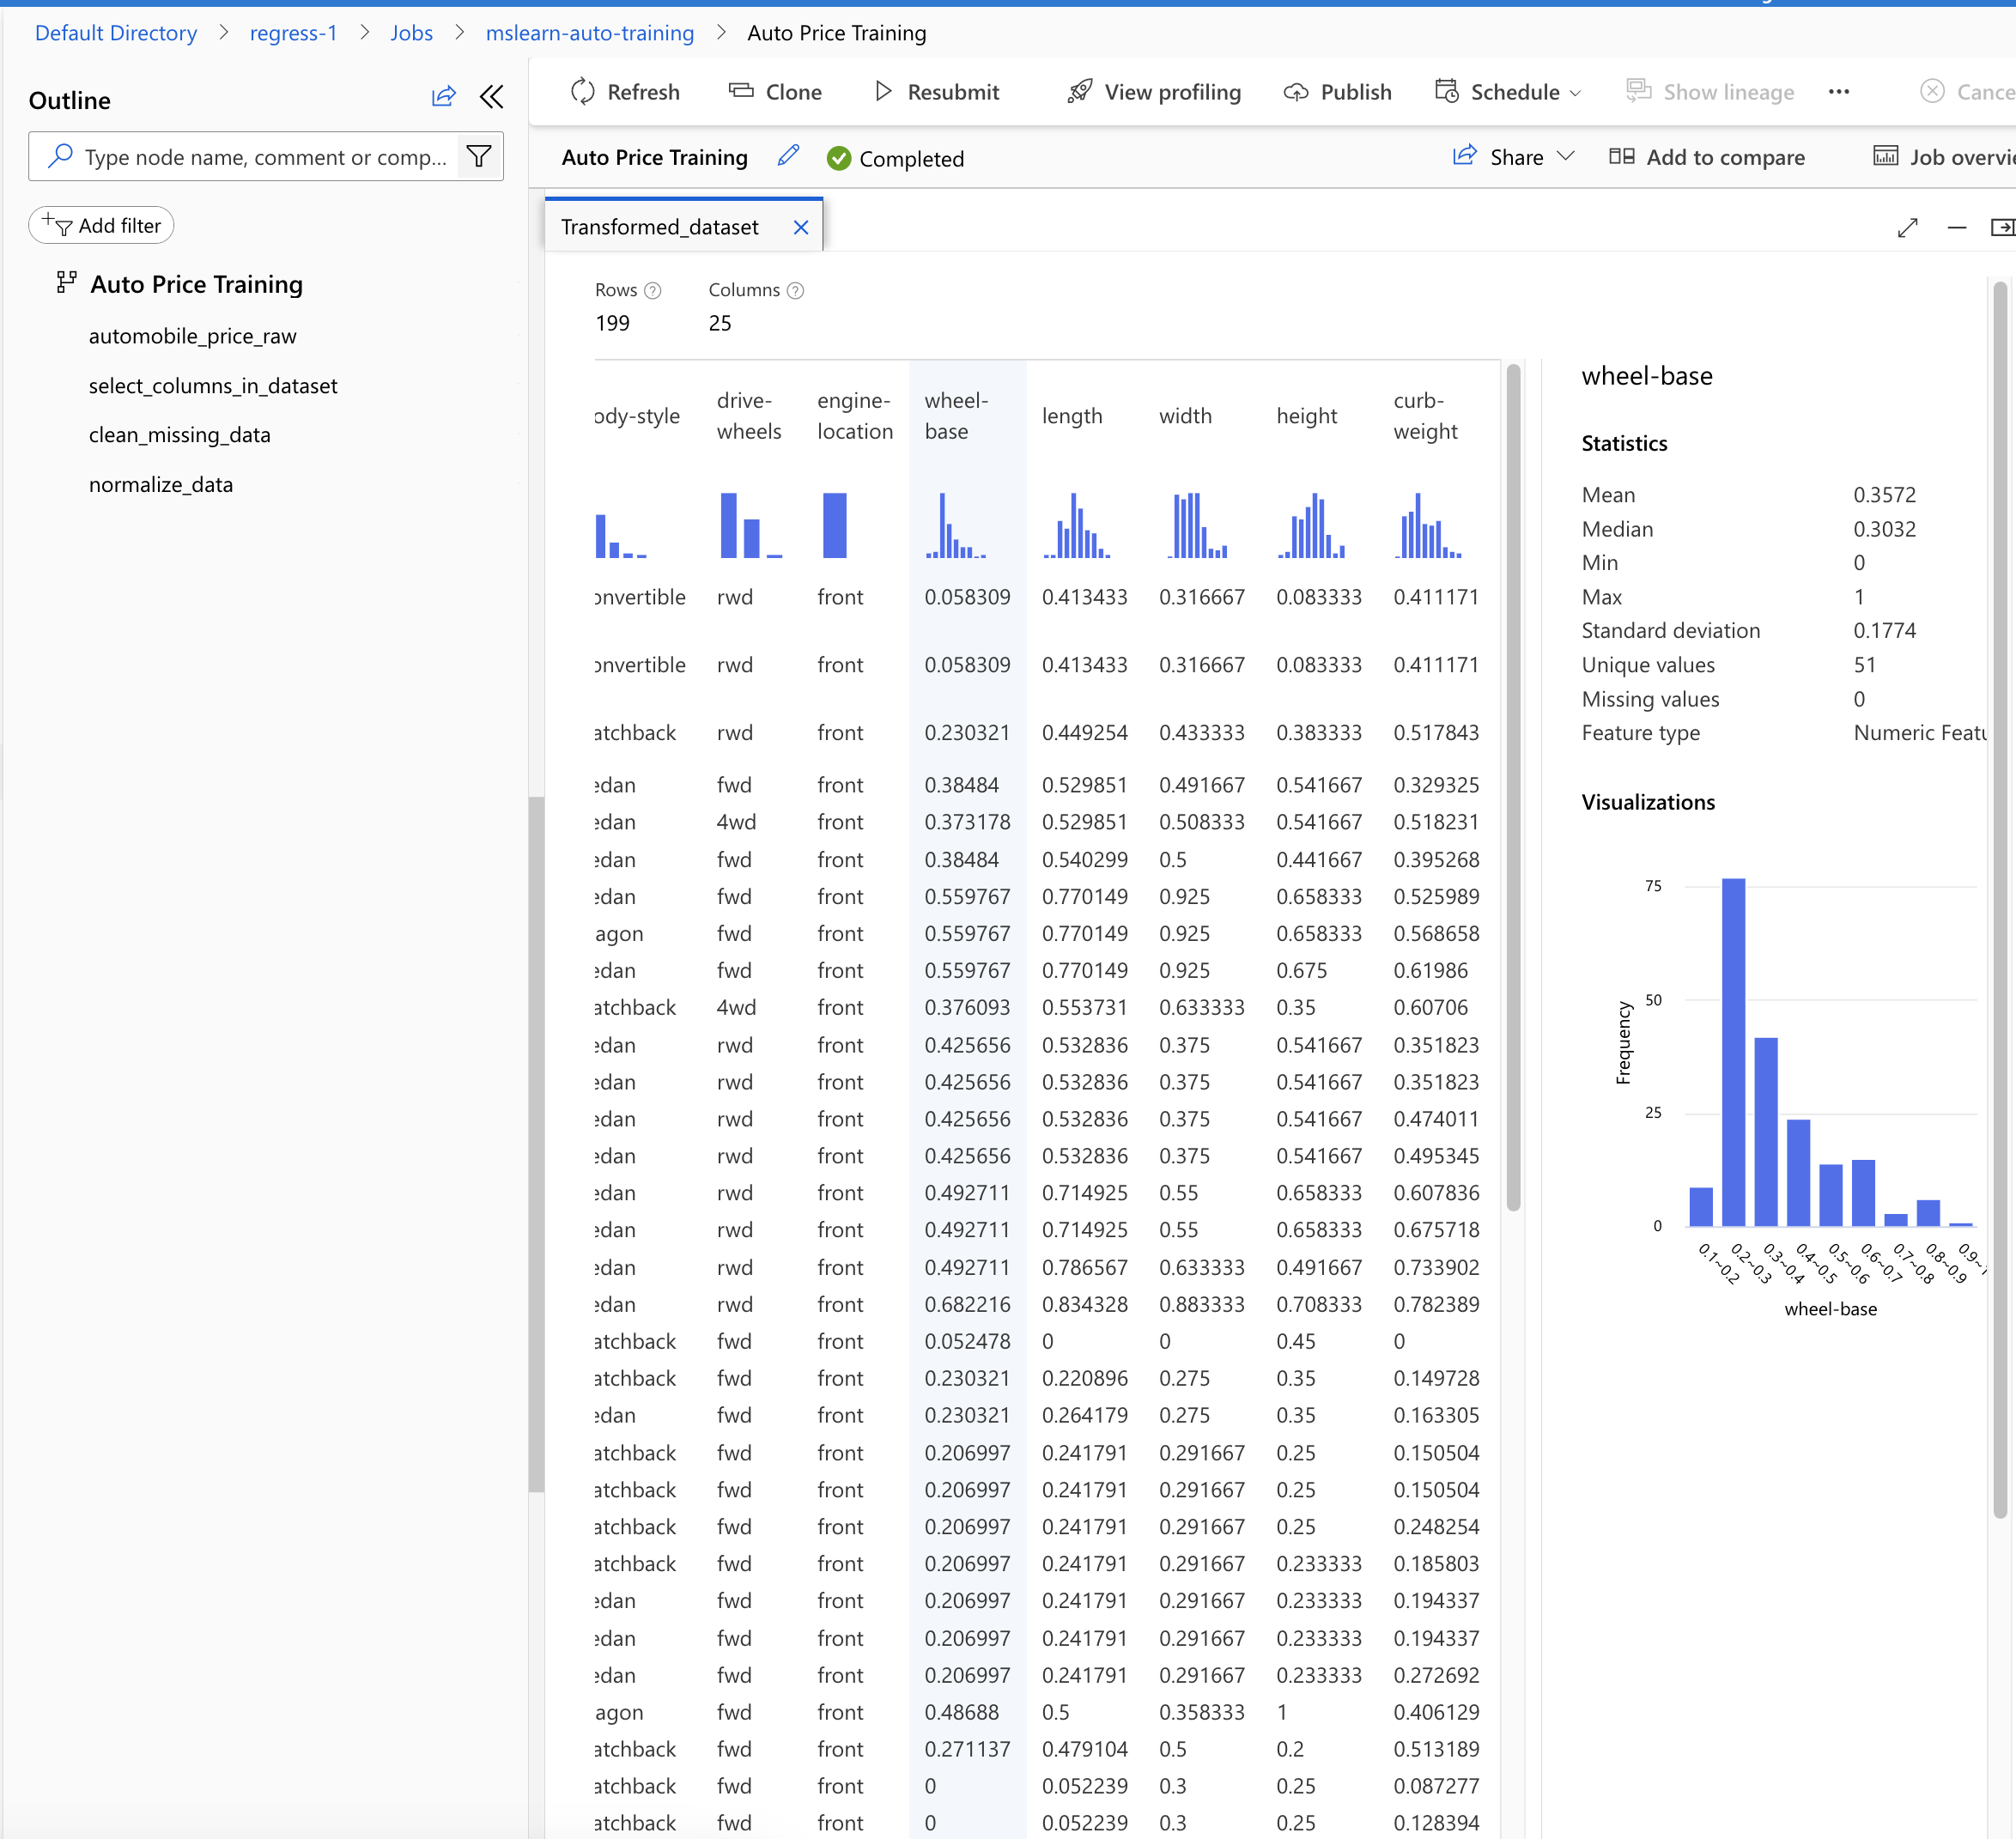 Default Directory > regress-1 > Jobs > mslearn-auto-training > Auto Price Training
Outline
Type node name, comment or comp...
Add filter
Auto Price Training
automobile_price_raw
select_columns_in_dataset
clean_missing_data
normalize_data
Refresh Clone Resubmit View profiling Publish Schedule Show lineage ... Cance
Auto Price Training Completed Share Add to compare Job overvie
Transformed_dataset
Rows Columns
199 25
ody-style drive-wheels engine-location wheel-base length width height curb-weight
onvertible rwd front 0.058309 0.413433 0.316667 0.083333 0.411171
onvertible rwd front 0.058309 0.413433 0.316667 0.083333 0.411171
atchback rwd front 0.230321 0.449254 0.433333 0.383333 0.517843
edan fwd front 0.38484 0.529851 0.491667 0.541667 0.329325
edan 4wd front 0.373178 0.529851 0.508333 0.541667 0.518231
edan fwd front 0.38484 0.540299 0.5 0.441667 0.395268
edan fwd front 0.559767 0.770149 0.925 0.658333 0.525989
agon fwd front 0.559767 0.770149 0.925 0.658333 0.568658
edan fwd front 0.559767 0.770149 0.925 0.675 0.61986
atchback 4wd front 0.376093 0.553731 0.633333 0.35 0.60706
edan rwd front 0.425656 0.532836 0.375 0.541667 0.351823
edan rwd front 0.425656 0.532836 0.375 0.541667 0.351823
edan rwd front 0.425656 0.532836 0.375 0.541667 0.474011
edan rwd front 0.425656 0.532836 0.375 0.541667 0.495345
edan rwd front 0.492711 0.714925 0.55 0.658333 0.607836
edan rwd front 0.492711 0.714925 0.55 0.658333 0.675718
edan rwd front 0.492711 0.786567 0.633333 0.491667 0.733902
edan rwd front 0.682216 0.834328 0.883333 0.708333 0.782389
atchback fwd front 0.052478 0 0 0.45 0
atchback fwd front 0.230321 0.220896 0.275 0.35 0.149728
edan fwd front 0.230321 0.264179 0.275 0.35 0.163305
atchback fwd front 0.206997 0.241791 0.291667 0.25 0.150504
atchback fwd front 0.206997 0.241791 0.291667 0.25 0.150504
atchback fwd front 0.206997 0.241791 0.291667 0.25 0.248254
atchback fwd front 0.206997 0.241791 0.291667 0.233333 0.185803
edan fwd front 0.206997 0.241791 0.291667 0.233333 0.194337
edan fwd front 0.206997 0.241791 0.291667 0.233333 0.194337
edan fwd front 0.206997 0.241791 0.291667 0.233333 0.272692
agon fwd front 0.48688 0.5 0.358333 1 0.406129
atchback fwd front 0.271137 0.479104 0.5 0.2 0.513189
atchback fwd front 0 0.052239 0.3 0.25 0.087277
atchback fwd front 0 0.052239 0.3 0.25 0.128394
wheel-base
Statistics
Mean 0.3572
Median 0.3032
Min 0
Max 1
Standard deviation 0.1774
Unique values 51
Missing values 0
Feature type Numeric Featu
Visualizations
75
50
25
0
Frequency
0.1~0.2 0.2~0.3 0.3~0.4 0.4~0.5 0.5~0.6 0.6~0.7 0.7~0.8 0.8~0.9 0.9~1
wheel-base